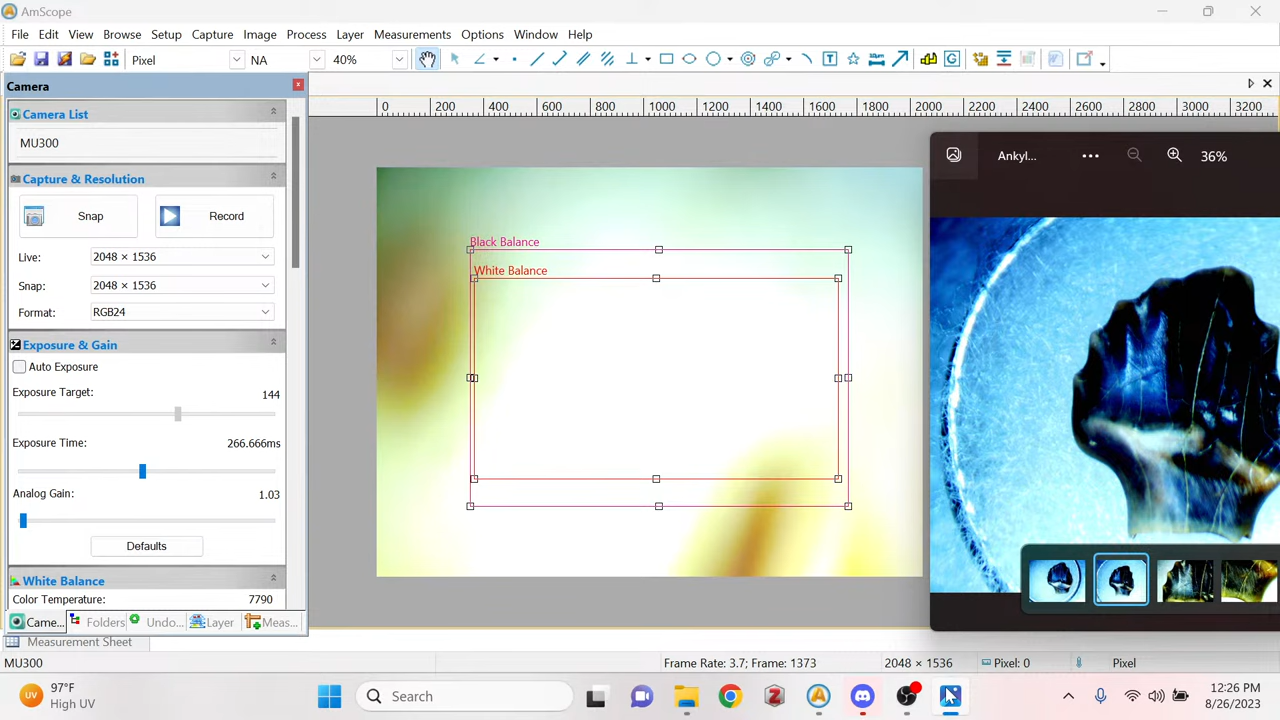 AmScope
File Edit View Browse Setup Capture Image Process Layer Measurements Options Window Help
Pixel NA 40%
Camera
0 200 400 600 800 1000 1200 1400 1600 1800 2000 2200 2400 2600 2800 3000 3200
Camera List
MU300
Ankyl... 36%
Capture & Resolution
Snap Record
Black Balance
Live: 2048 × 1536
White Balance
Snap: 2048 × 1536
Format: RGB24
Exposure & Gain
Auto Exposure
Exposure Target: 144
Exposure Time: 266.666ms
Analog Gain: 1.03
Defaults
White Balance
Color Temperature: 7790
Came... Folders Undo... Layer Meas...
Measurement Sheet
MU300 Frame Rate: 3.7; Frame: 1373 2048 × 1536 Pixel: 0 Pixel
97°F
High UV
UV
Search
12:26 PM
8/26/2023